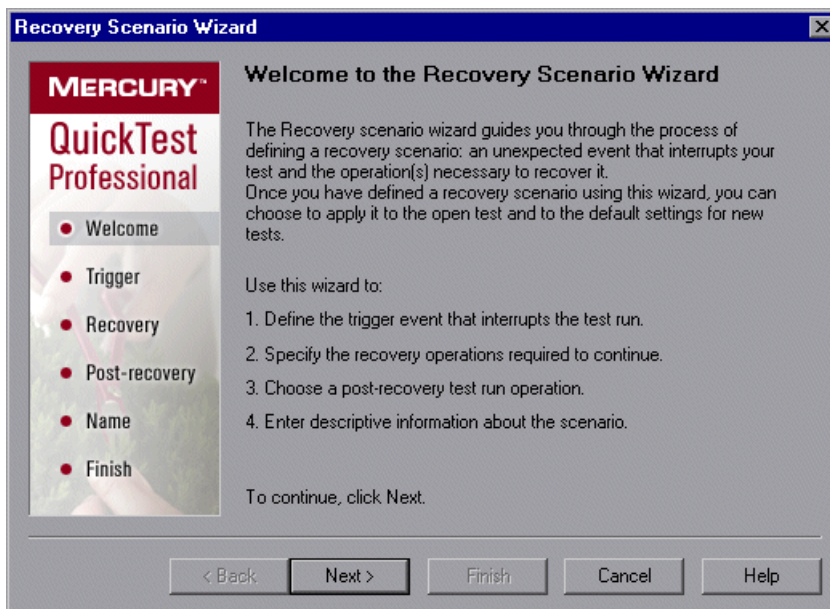 Recovery Scenario Wizard
MERCURY™
QuickTest
Professional
Welcome
Trigger
Recovery
Post-recovery
Name
Finish
Welcome to the Recovery Scenario Wizard
The Recovery scenario wizard guides you through the process of
defining a recovery scenario: an unexpected event that interrupts your
test and the operation(s) necessary to recover it.
Once you have defined a recovery scenario using this wizard, you can
choose to apply it to the open test and to the default settings for new
tests.
Use this wizard to:
1. Define the trigger event that interrupts the test run.
2. Specify the recovery operations required to continue.
3. Choose a post-recovery test run operation.
4. Enter descriptive information about the scenario.
To continue, click Next.
< Back
Next >
Finish
Cancel
Help